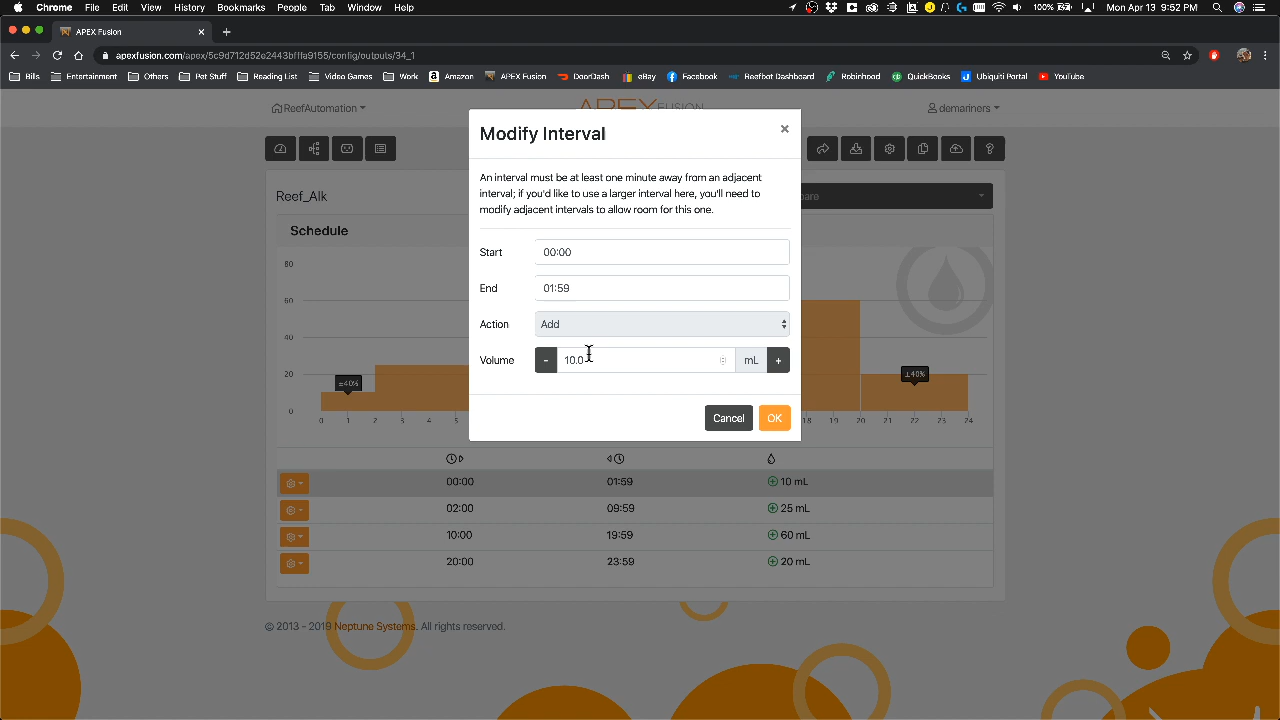 Chrome File Edit View History Bookmarks People Tab Window Help
100% Mon Apr 13 9:52 PM
APEX Fusion
apexfusion.com/apex/5c9d712d52e2443bfffa9155/config/outputs/34_1
Bills Entertainment Others Pet Stuff Reading List Video Games Work Amazon APEX Fusion DoorDash eBay Facebook Reefbot Dashboard Robinhood QuickBooks Ubiquiti Portal YouTube
ReefAutomation
APEX FUSION
demariners
Modify Interval
×
An interval must be at least one minute away from an adjacent
interval; if you'd like to use a larger interval here, you'll need to
modify adjacent intervals to allow room for this one.
Start 00:00
End 01:59
Action Add
Volume - 10.0 mL +
Cancel OK
Reef_Alk
Schedule
80
60
40
20
0
±40% ±40%
0 1 2 3 4 5 18 19 20 21 22 23 24
00:00 01:59 10 mL
02:00 09:59 25 mL
10:00 19:59 60 mL
20:00 23:59 20 mL
© 2013 - 2019 Neptune Systems. All rights reserved.